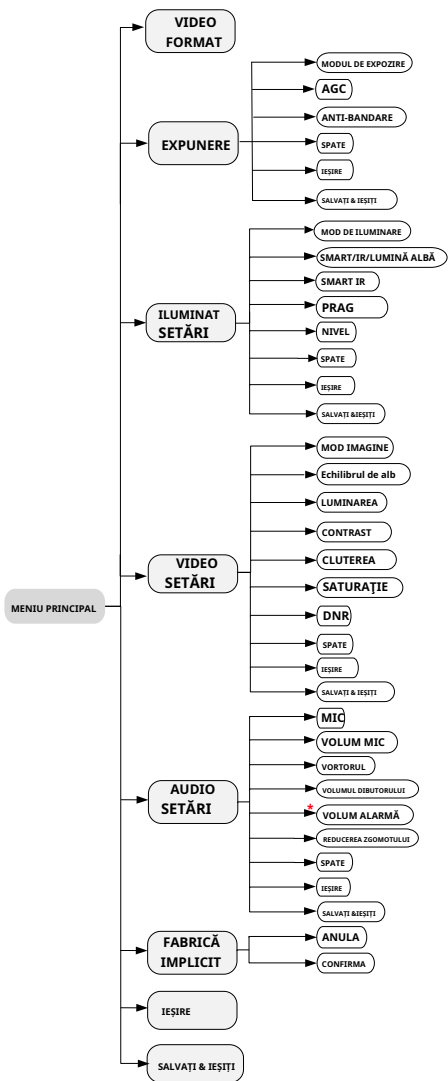 VIDEO
FORMAT
MODUL DE EXPOZIRE
AGC
ANTI-BANDARE
EXPUNERE
SPATE
IEȘIRE
SALVAȚI & IEȘIȚI
MOD DE ILUMINARE
SMART/IR/LUMINĂ ALBĂ
SMART IR
PRAG
ILUMINAT
SETĂRI
NIVEL
SPATE
IEȘIRE
SALVAȚI &IEȘIȚI
MOD IMAGINE
Echilibrul de alb
LUMINAREA
CONTRAST
CLUTEREA
VIDEO
SETĂRI
SATURAŢIE
DNR
MENIU PRINCIPAL
SPATE
IEȘIRE
SALVAȚI & IEȘIȚI
MIC
VOLUM MIC
VORTORUL
VOLUMUL DIBUTORULUI
AUDIO
SETĂRI
*
VOLUM ALARMĂ
REDUCEREA ZGOMOTULUI
SPATE
IEȘIRE
SALVAȚI &IEȘIȚI
FABRICĂ
IMPLICIT
ANULA
CONFIRMA
IEȘIRE
SALVAȚI & IEȘIȚI